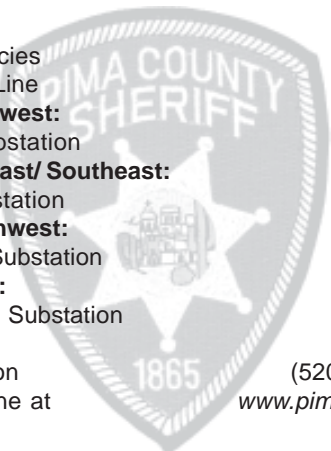 cies
Line
west:
bstation
ast/ Southeast:
station
hwest:
Substation
:
Substation
on (520
ne at www.pim
PIMA COUNTY
SHERIFF
1865